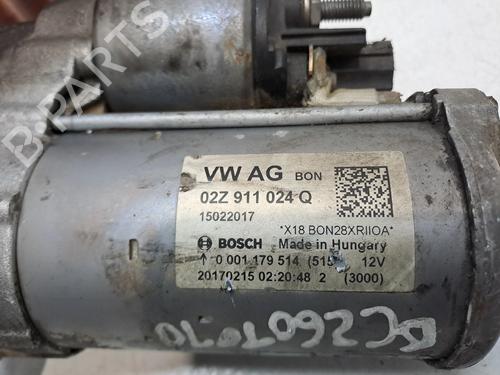 B-PARTS
VW AG BON
02Z 911 024 Q
15022017
*X18 BON28XRIIOA*
BOSCH Made in Hungary
↑ 0 001 179 514 (515 12V
20170215 02:20:48 2 (3000)